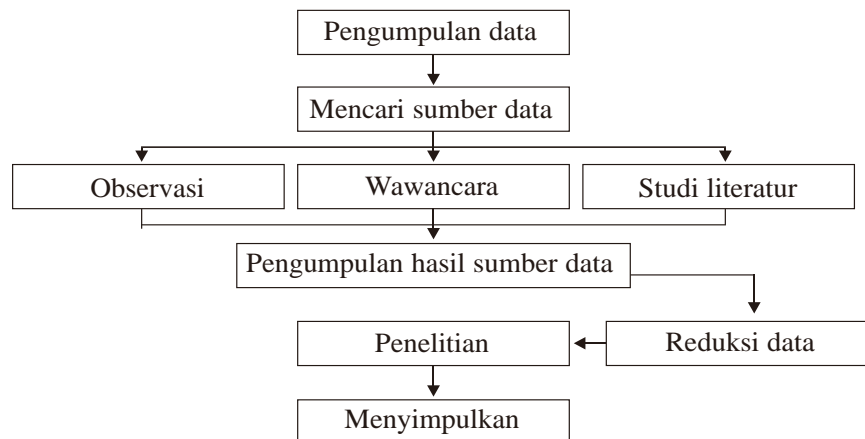 Pengumpulan data
Mencari sumber data
Observasi
Wawancara
Studi literatur
Pengumpulan hasil sumber data
Reduksi data
Penelitian
Menyimpulkan